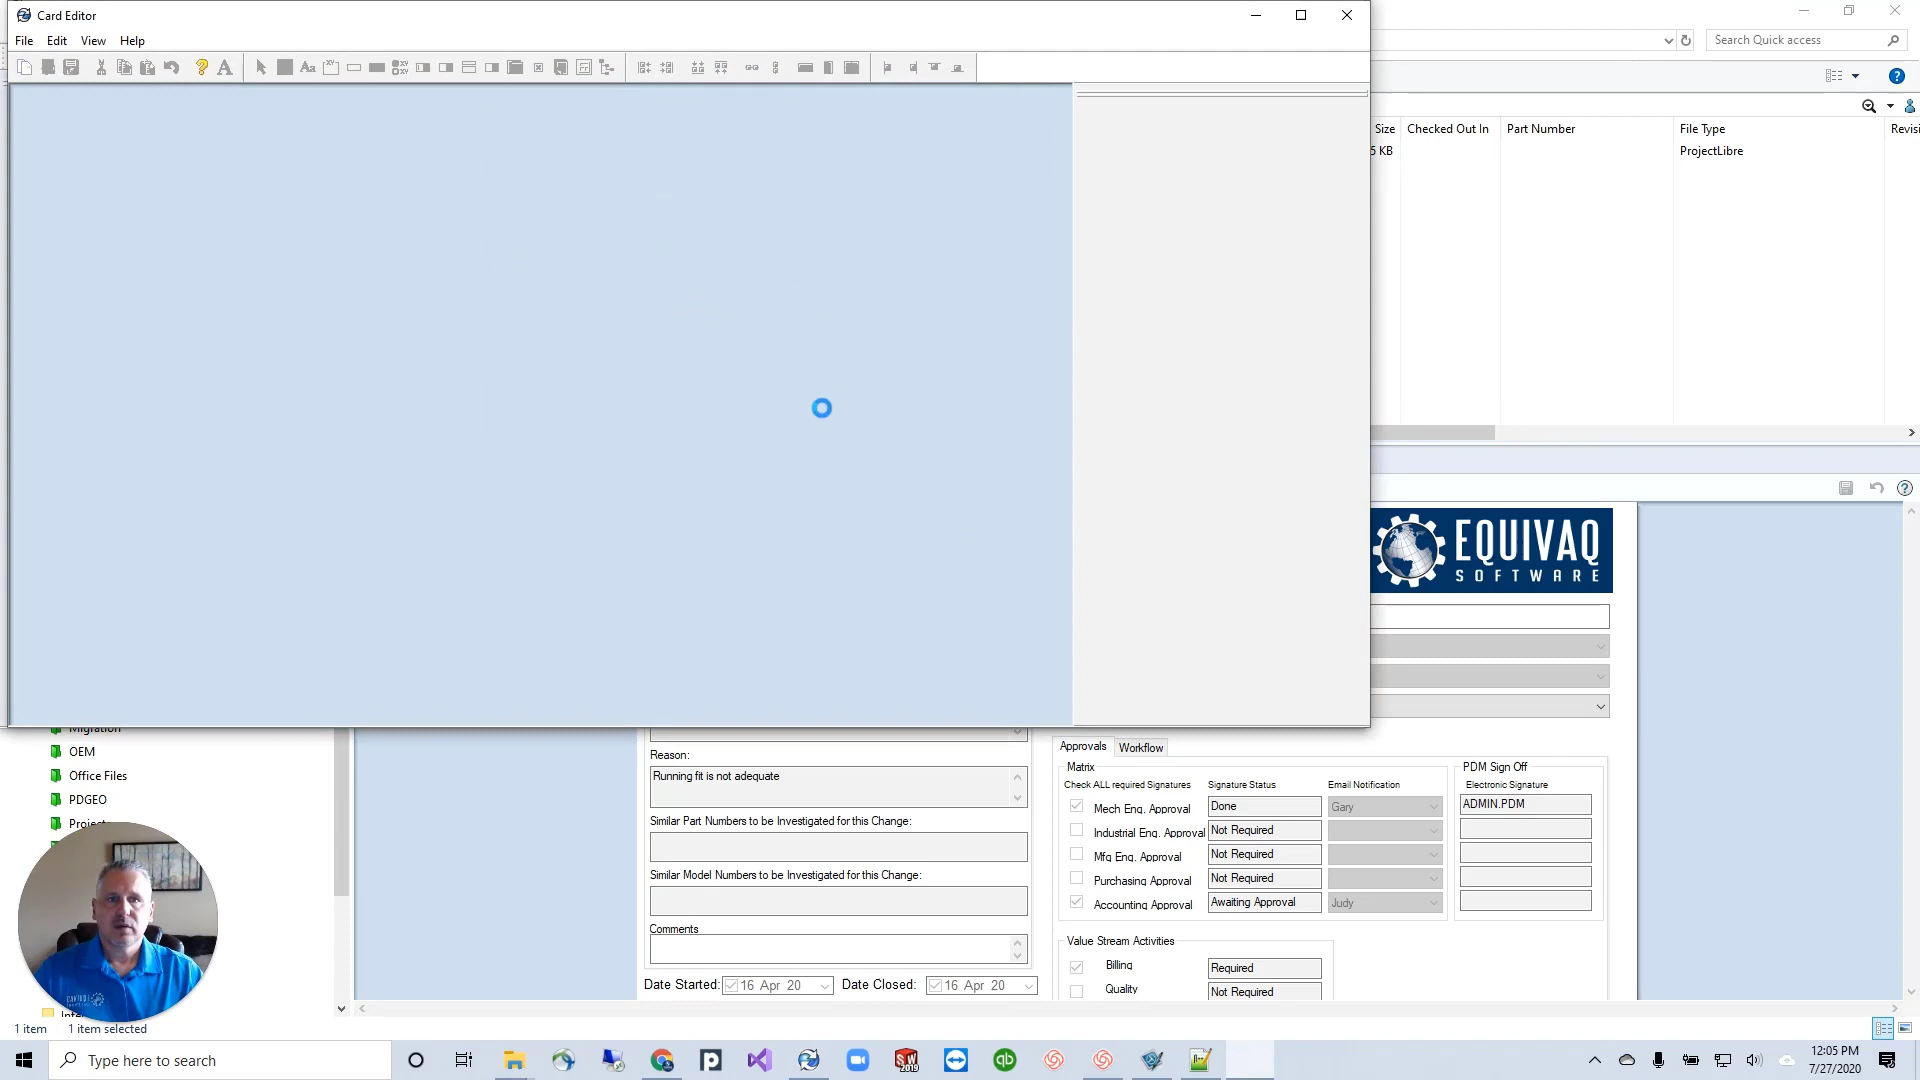 Card Editor
File Edit View Help
Search Quick access
Size Checked Out In Part Number File Type
KB ProjectLibre
EQUIVAQ
SOFTWARE
Migration
OEM
Office Files
PDGEO
Reason:
Running fit is not adequate
Similar Part Numbers to be Investigated for this Change:
Similar Model Numbers to be Investigated for this Change:
Comments
Date Started: 16 Apr 20 Date Closed: 16 Apr 20
Approvals Workflow
Matrix
Check ALL required Signatures Signature Status Email Notification
Mech Eng. Approval Done Gary
Industrial Eng. Approval Not Required
Mfg Eng. Approval Not Required
Purchasing Approval Not Required
Accounting Approval Awaiting Approval Judy
PDM Sign Off
Electronic Signature
ADMIN.PDM
Value Stream Activities
Billing Required
Quality Not Required
1 item 1 item selected
Type here to search
SW
2019
qb
12:05 PM
7/27/2020